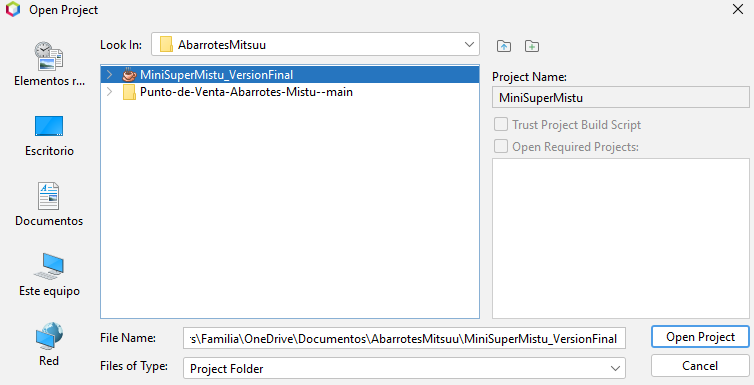 Open Project
Look In: AbarrotesMitsuu
Elementos r...
Escritorio
Documentos
Este equipo
Red
MiniSuperMistu_VersionFinal
Punto-de-Venta-Abarrotes-Mistu--main
Project Name:
MiniSuperMistu
Trust Project Build Script
Open Required Projects:
File Name: s\Familia\OneDrive\Documentos\AbarrotesMitsuu\MiniSuperMistu_VersionFinal
Open Project
Files of Type: Project Folder
Cancel